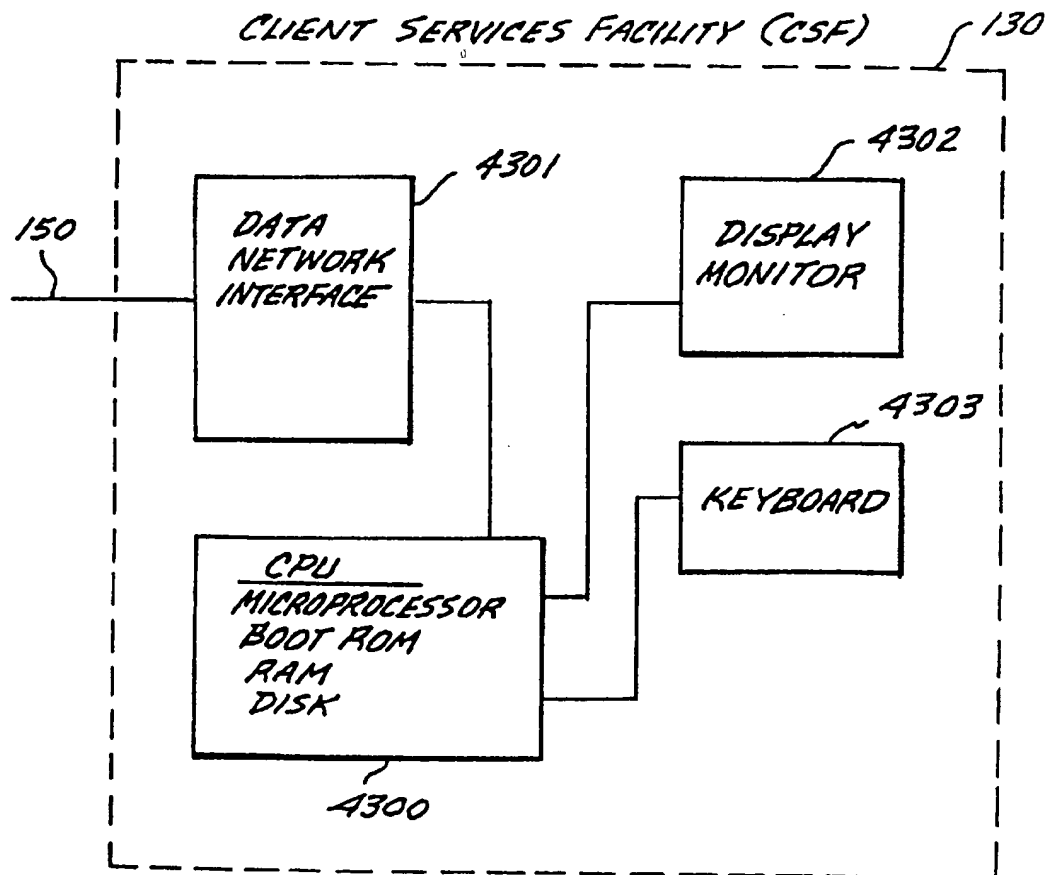 CLIENT SERVICES FACILITY (CSF)
130
4301
4302
150
DATA
NETWORK
INTERFACE
DISPLAY
MONITOR
4303
KEYBOARD
CPU
MICROPROCESSOR
BOOT ROM
RAM
DISK
4300